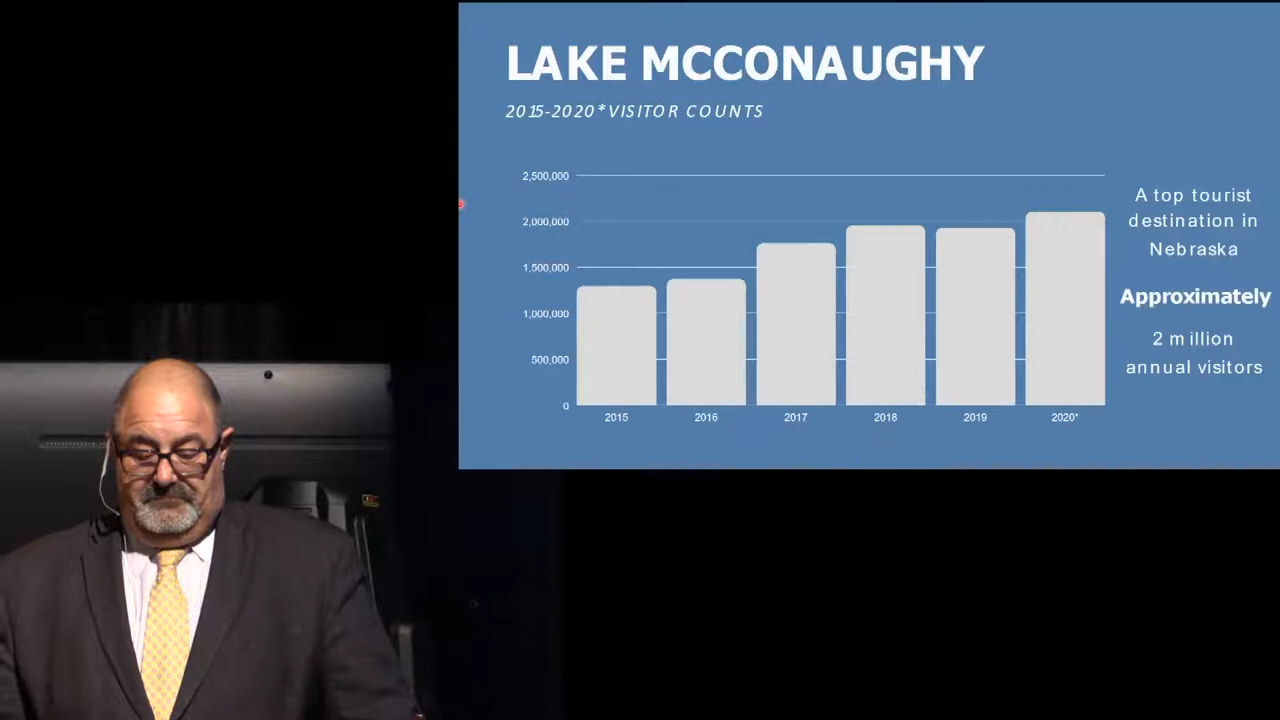 LAKE MCCONAUGHY
2015-2020*VISITOR COUNTS
2,500,000
2,000,000
1,500,000
1,000,000
500,000
0
2015 2016 2017 2018 2019 2020*
A top tourist
destination in
Nebraska
Approximately
2 million
annual visitors